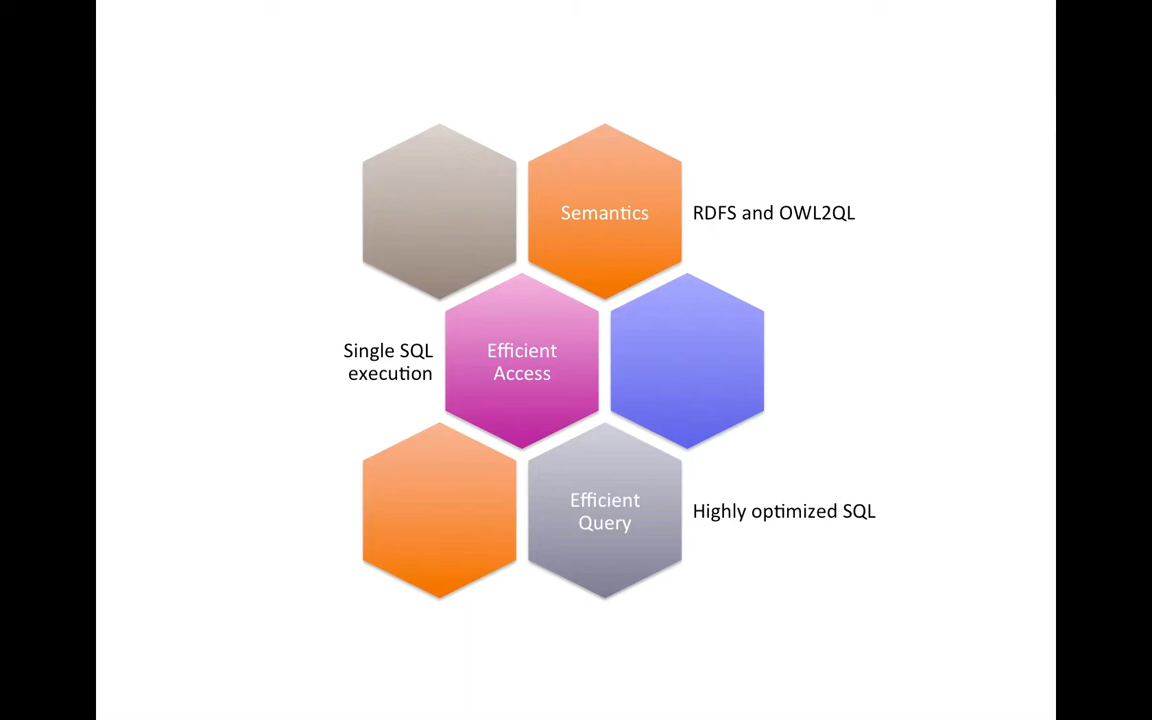 Semantics
RDFS and OWL2QL
Single SQL
execution
Efficient
Access
Efficient
Query
Highly optimized SQL